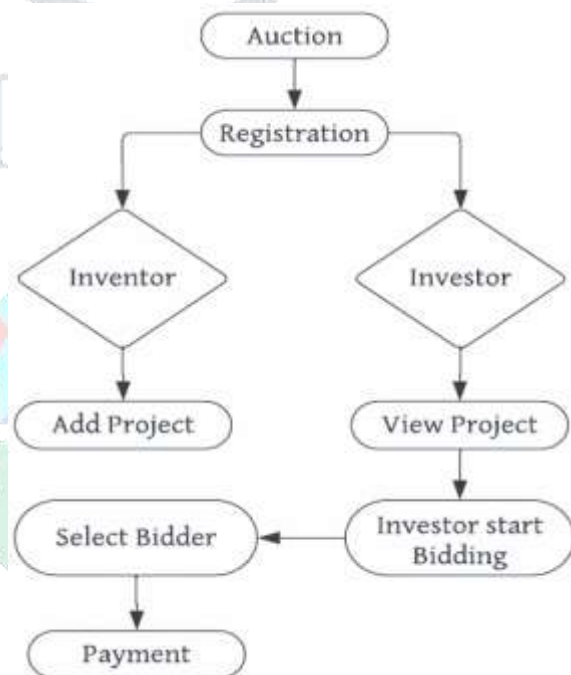 Auction
Registration
Inventor
Investor
Add Project
View Project
Select Bidder
Investor start
Bidding
Payment